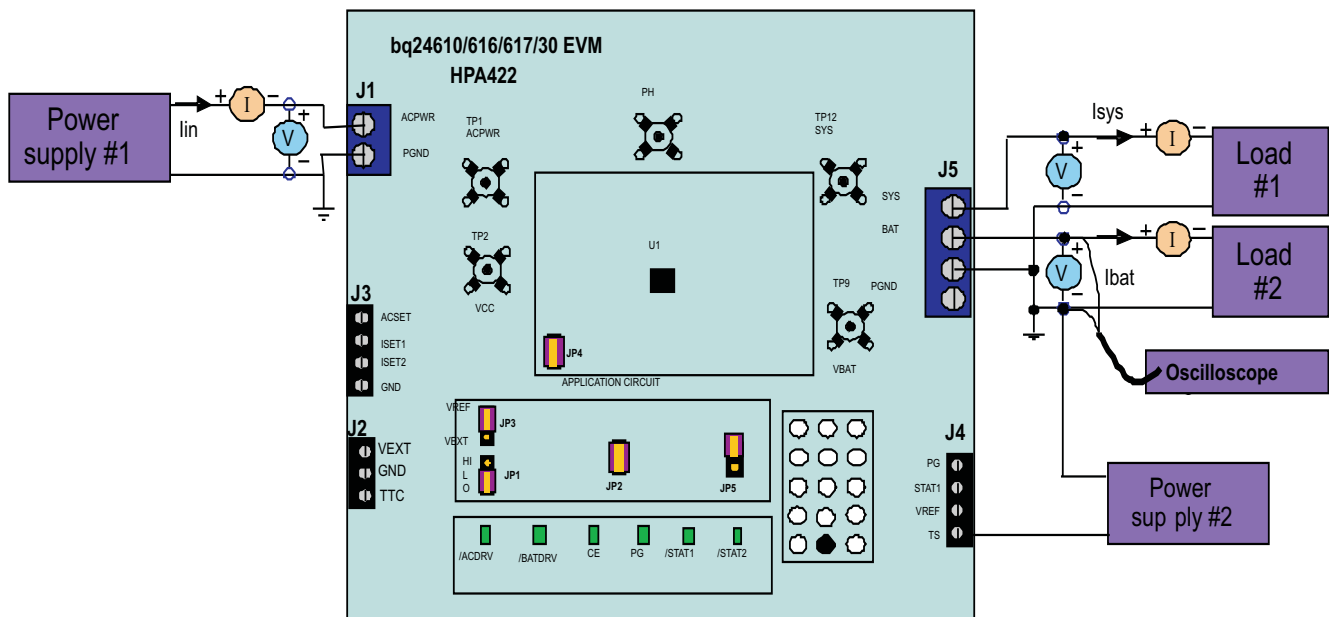 bq24610/616/617/30 EVM
HPA422
J1
Power
supply #1
+
I
−
Iin
+
V
−
ACPWR
PGND
TP1
ACPWR
PH
TP12
SYS
TP2
VCC
U1
SYS
BAT
J5
TP9
PGND
VBAT
Isys
+
I
−
+
V
−
Load
#1
+
I
−
+
V
−
Ibat
Load
#2
Oscilloscope
J3
ACSET
ISET1
ISET2
GND
JP4
APPLICATION CIRCUIT
J2
VEXT
GND
TTC
VREF
JP3
VEXT
HI
L
O
JP1
JP2
JP5
J4
PG
STAT1
VREF
TS
Power
sup ply #2
/ACDRV
/BATDRV
CE
PG
/STAT1
/STAT2